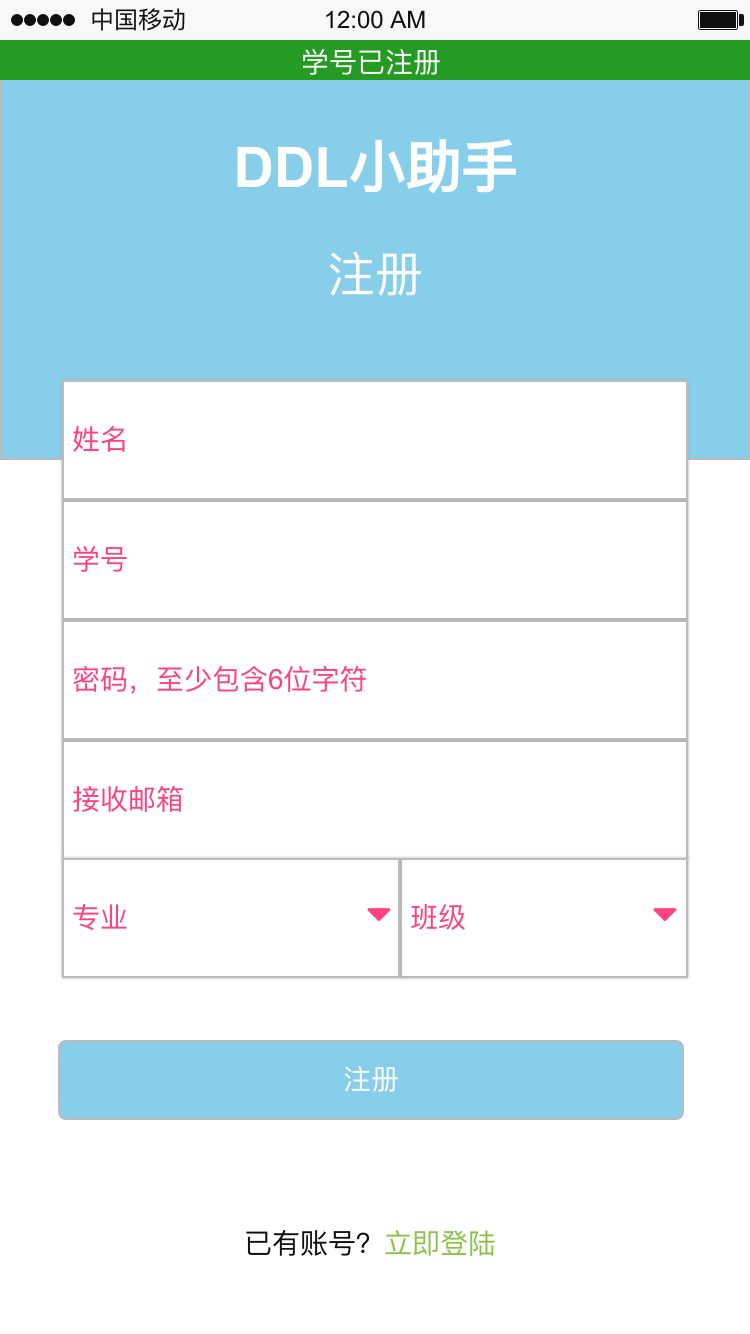 中国移动 12:00 AM
学号已注册
DDL小助手
注册
姓名
学号
密码，至少包含6位字符
接收邮箱
专业 班级
注册
已有账号? 立即登陆